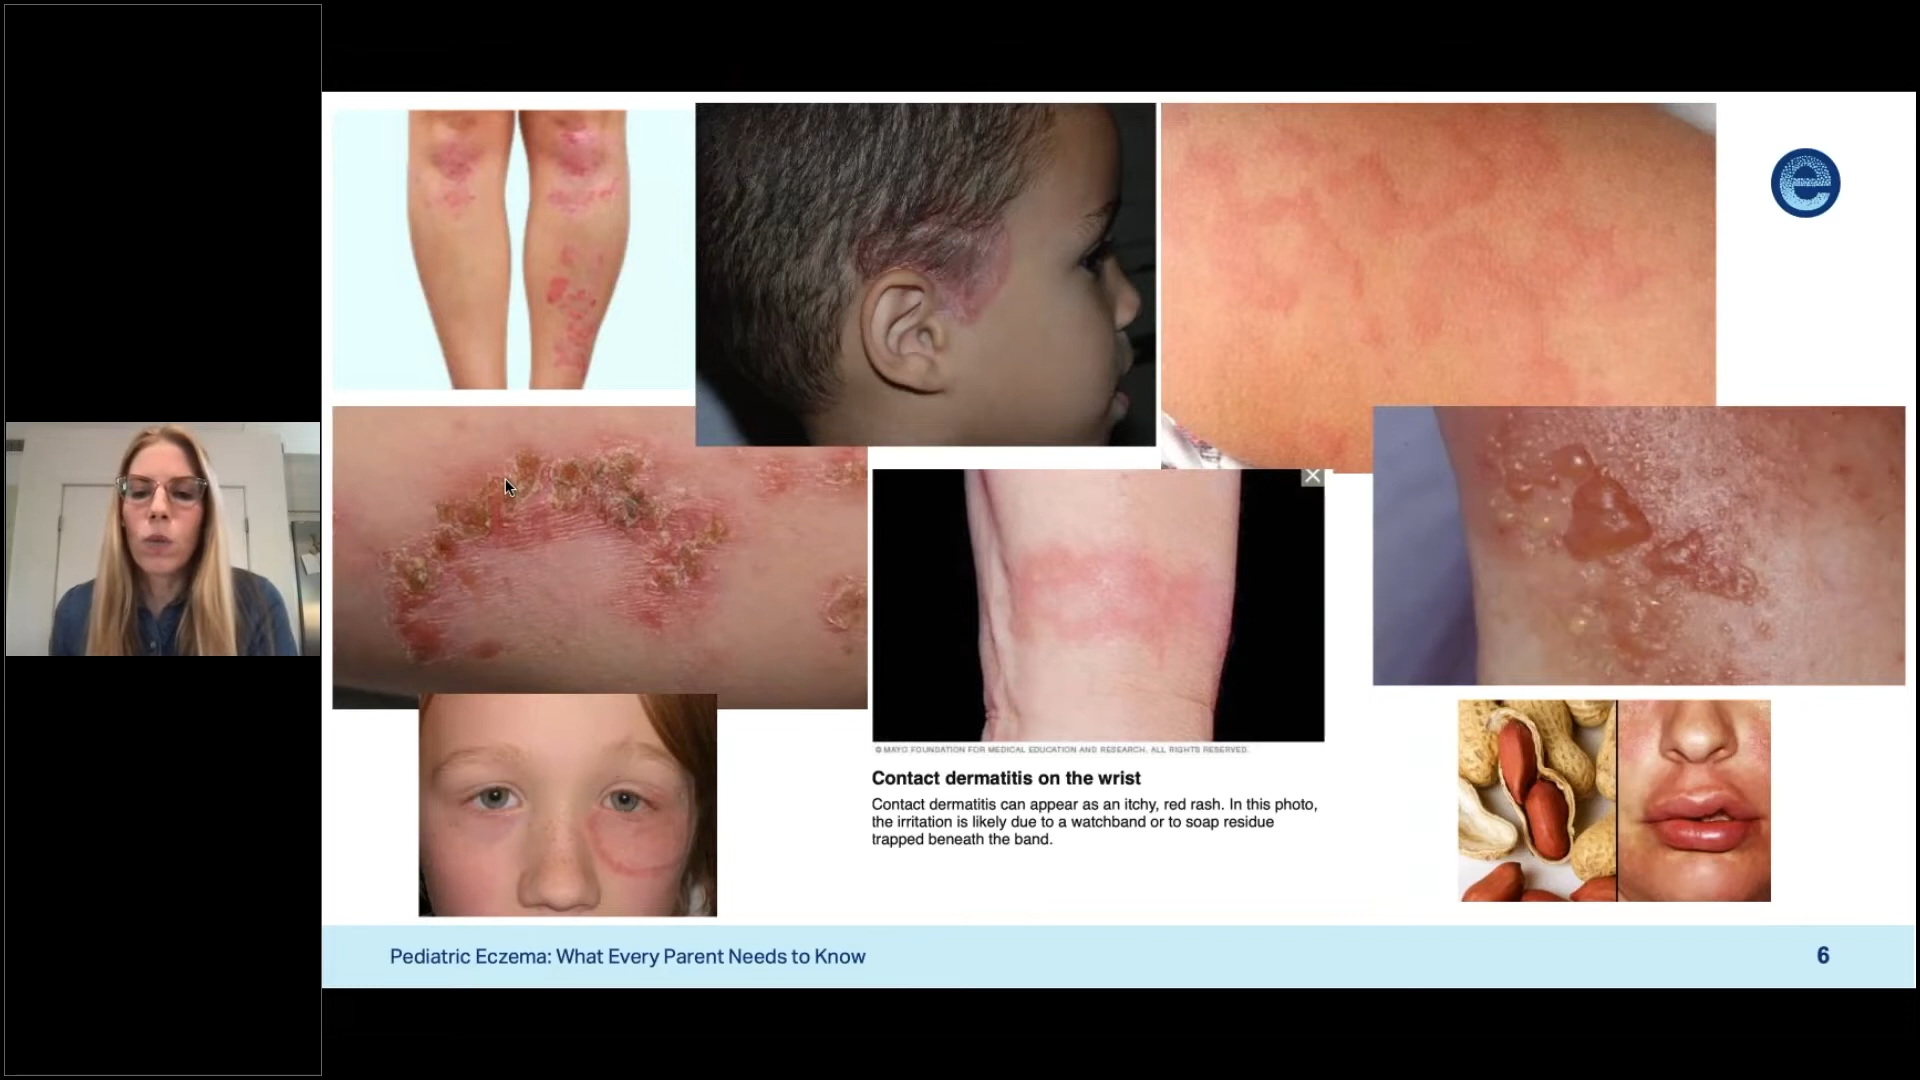 e
© MAYO FOUNDATION FOR MEDICAL EDUCATION AND RESEARCH. ALL RIGHTS RESERVED.
Contact dermatitis on the wrist
Contact dermatitis can appear as an itchy, red rash. In this photo,
the irritation is likely due to a watchband or to soap residue
trapped beneath the band.
Pediatric Eczema: What Every Parent Needs to Know
6